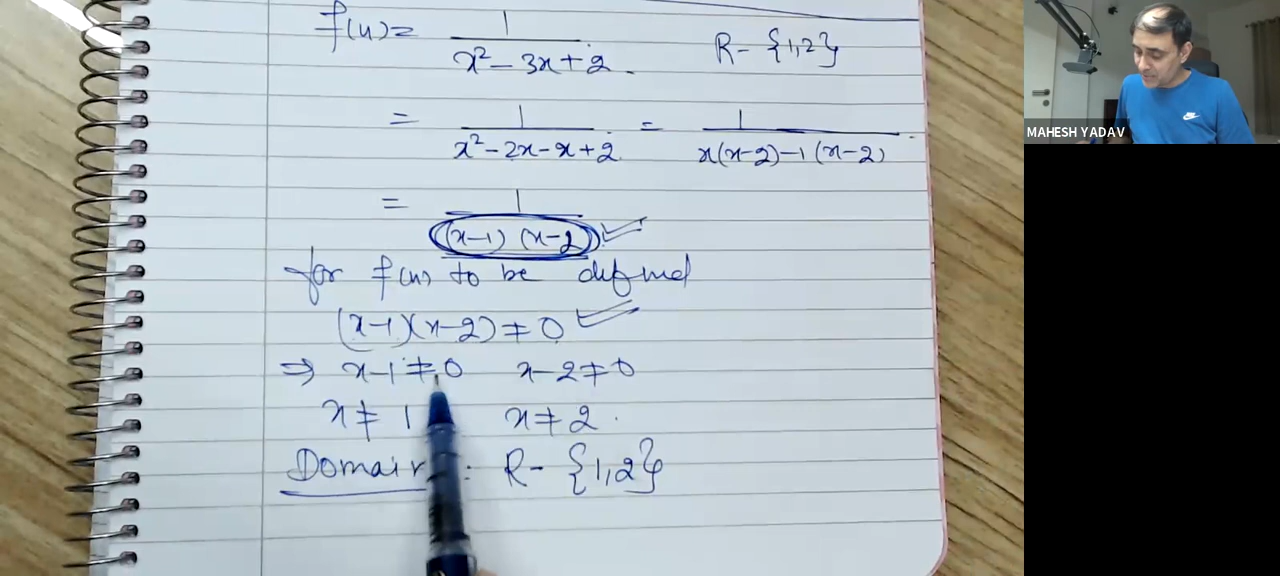 f(x) = 1/(x² - 3x + 2) R - {1,2}
= 1/(x² - 2x - x + 2) = 1/(x(x-2) - 1(x-2))
= 1/((x-1)(x-2))
for f(x) to be defined
(x-1)(x-2) ≠ 0
⇒ x-1 ≠ 0 x-2 ≠ 0
x ≠ 1 x ≠ 2
Domain : R - {1,2}
MAHESH YADAV